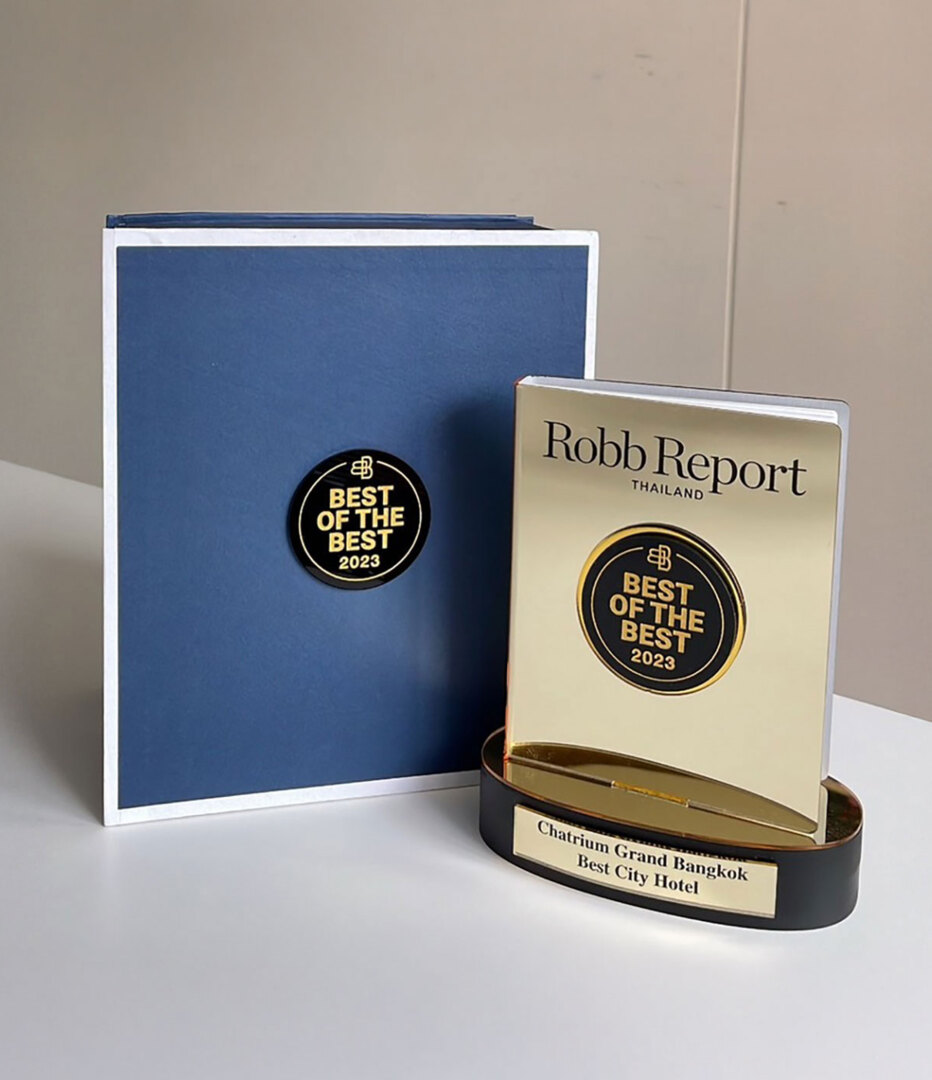 BEST
OF THE
BEST
2023
Robb Report
THAILAND
BEST
OF THE
BEST
2023
Chatrium Grand Bangkok
Best City Hotel